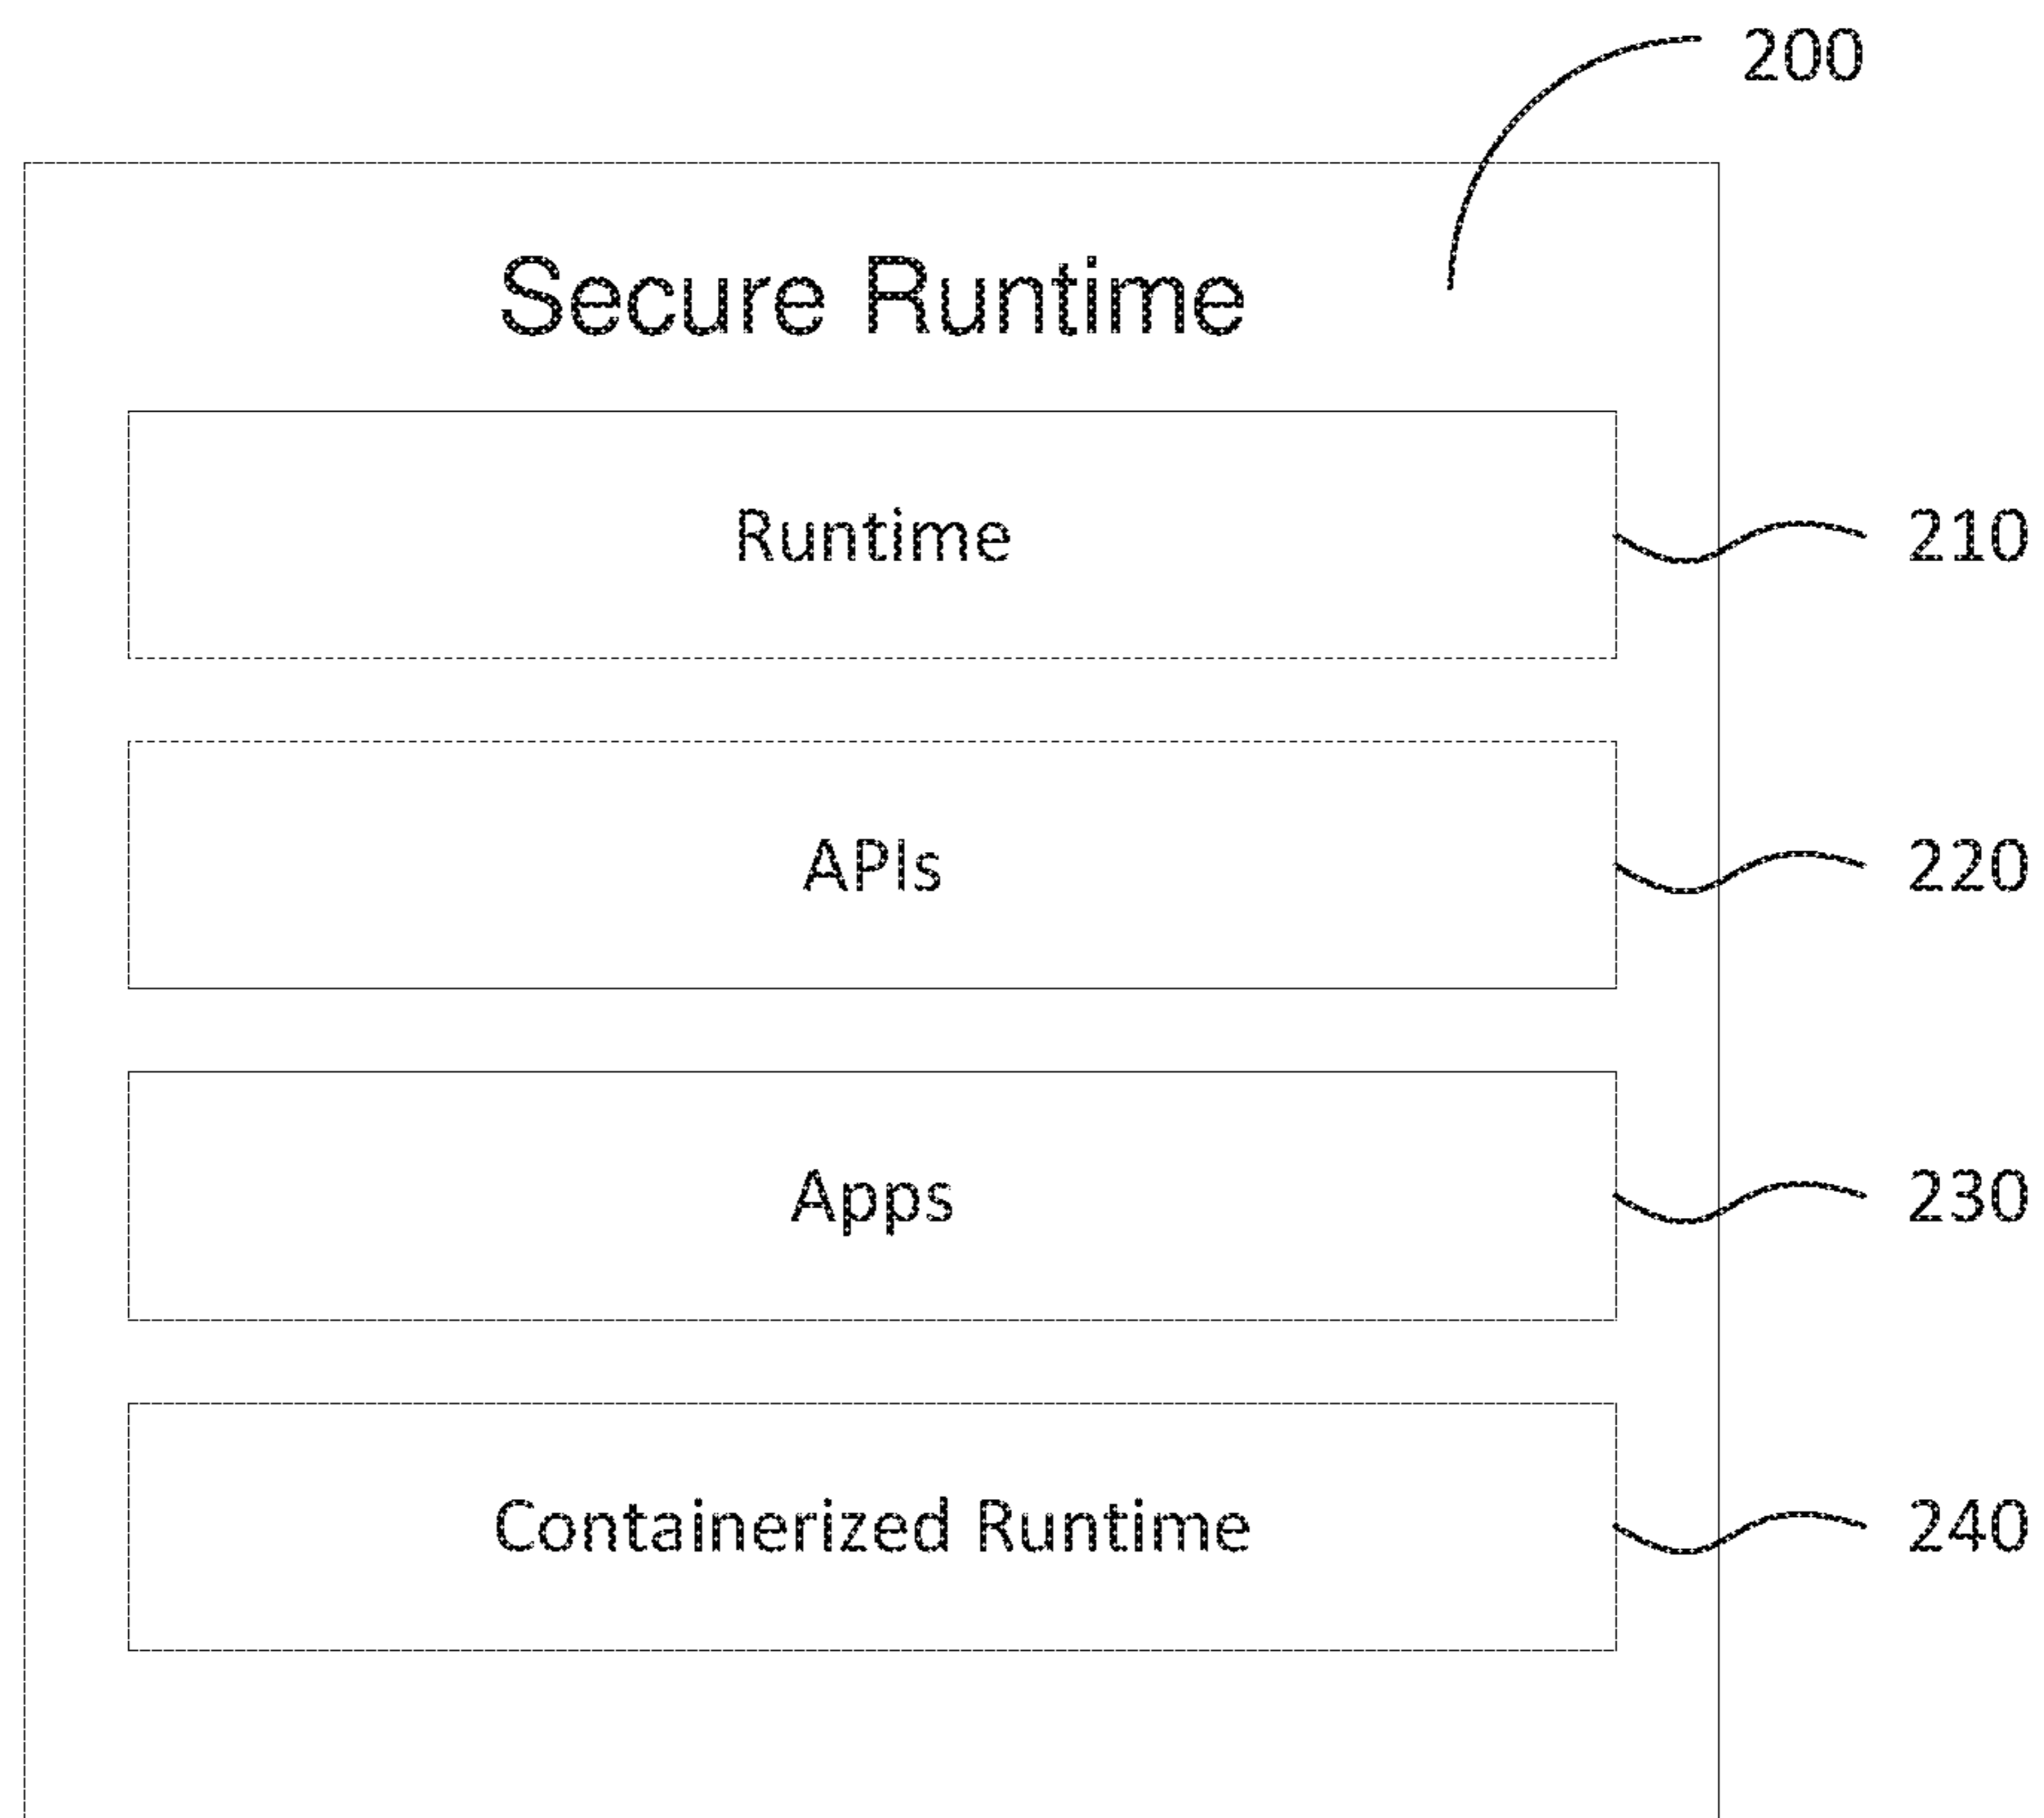 200
Secure Runtime
Runtime
210
APIs
220
Apps
230
Containerized Runtime
240